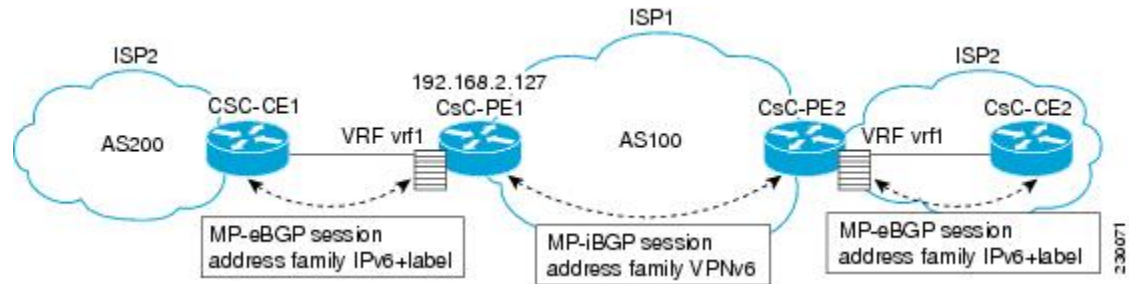 ISP1
ISP2
ISP2
192.168.2.127
CSC-CE1
CsC-PE1
CsC-PE2
CsC-CE2
AS200
VRF vrf1
AS100
VRF vrf1
MP-eBGP session
address family IPv6+label
MP-iBGP session
address family VPNv6
MP-eBGP session
address family IPv6+label
230071